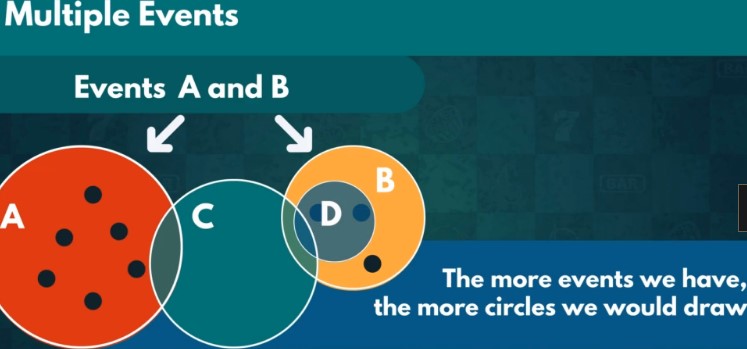 Multiple Events
Events A and B
A
C
D
B
The more events we have,
the more circles we would draw